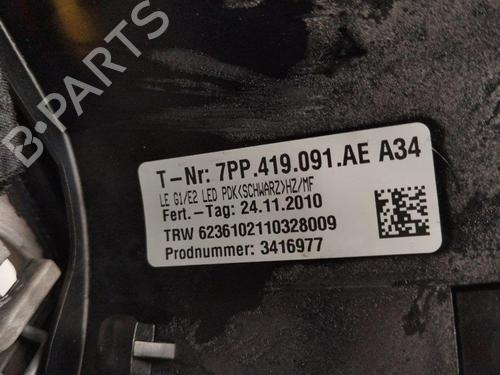 B-PARTS
T-Nr: 7PP.419.091.AE A34
LE G1/E2 LED PDK<SCHWARZ>HZ/MF
Fert.-Tag: 24.11.2010
TRW 6236102110328009
Prodnummer: 3416977